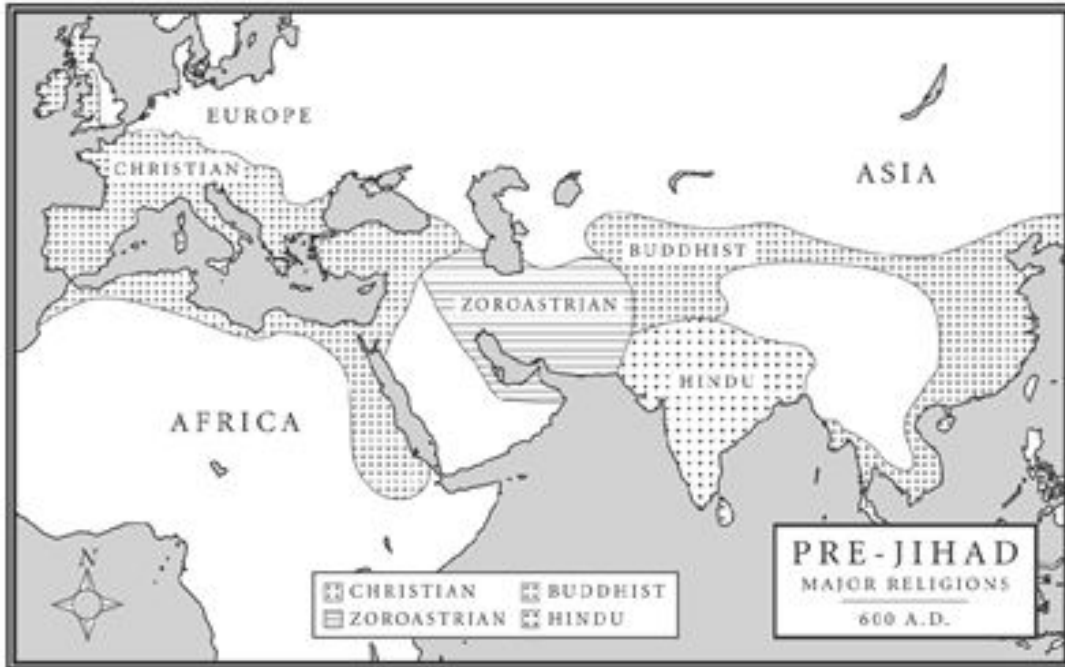 EUROPE
CHRISTIAN
ASIA
BUDDHIST
ZOROASTRIAN
HINDU
AFRICA
N
CHRISTIAN
BUDDHIST
ZOROASTRIAN
HINDU
PRE-JIHAD
MAJOR RELIGIONS
600 A.D.